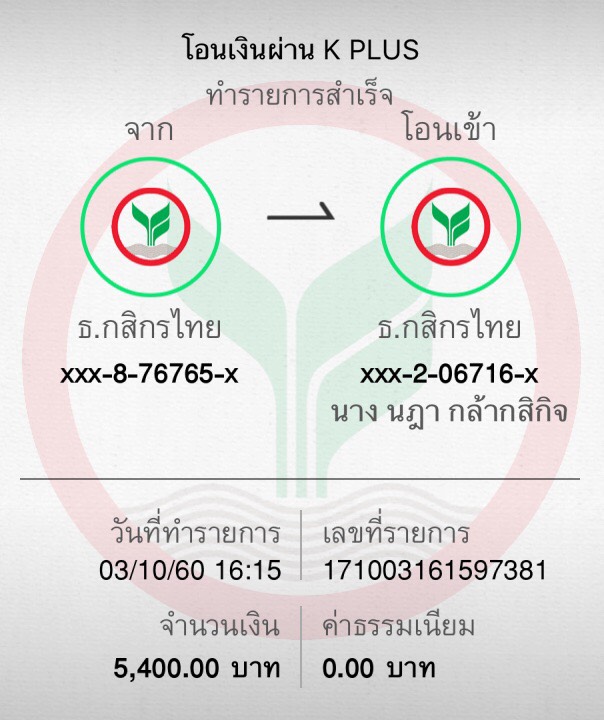 โอนเงินผ่าน K PLUS
ทำรายการสำเร็จ
จาก
โอนเข้า
ธ.กสิกรไทย
ธ.กสิกรไทย
xxx-8-76765-x
xxx-2-06716-x
นาง นฎา กล้ากสิกิจ
วันที่ทำรายการ
เลขที่รายการ
03/10/60 16:15
171003161597381
จำนวนเงิน
ค่าธรรมเนียม
5,400.00 บาท
0.00 บาท